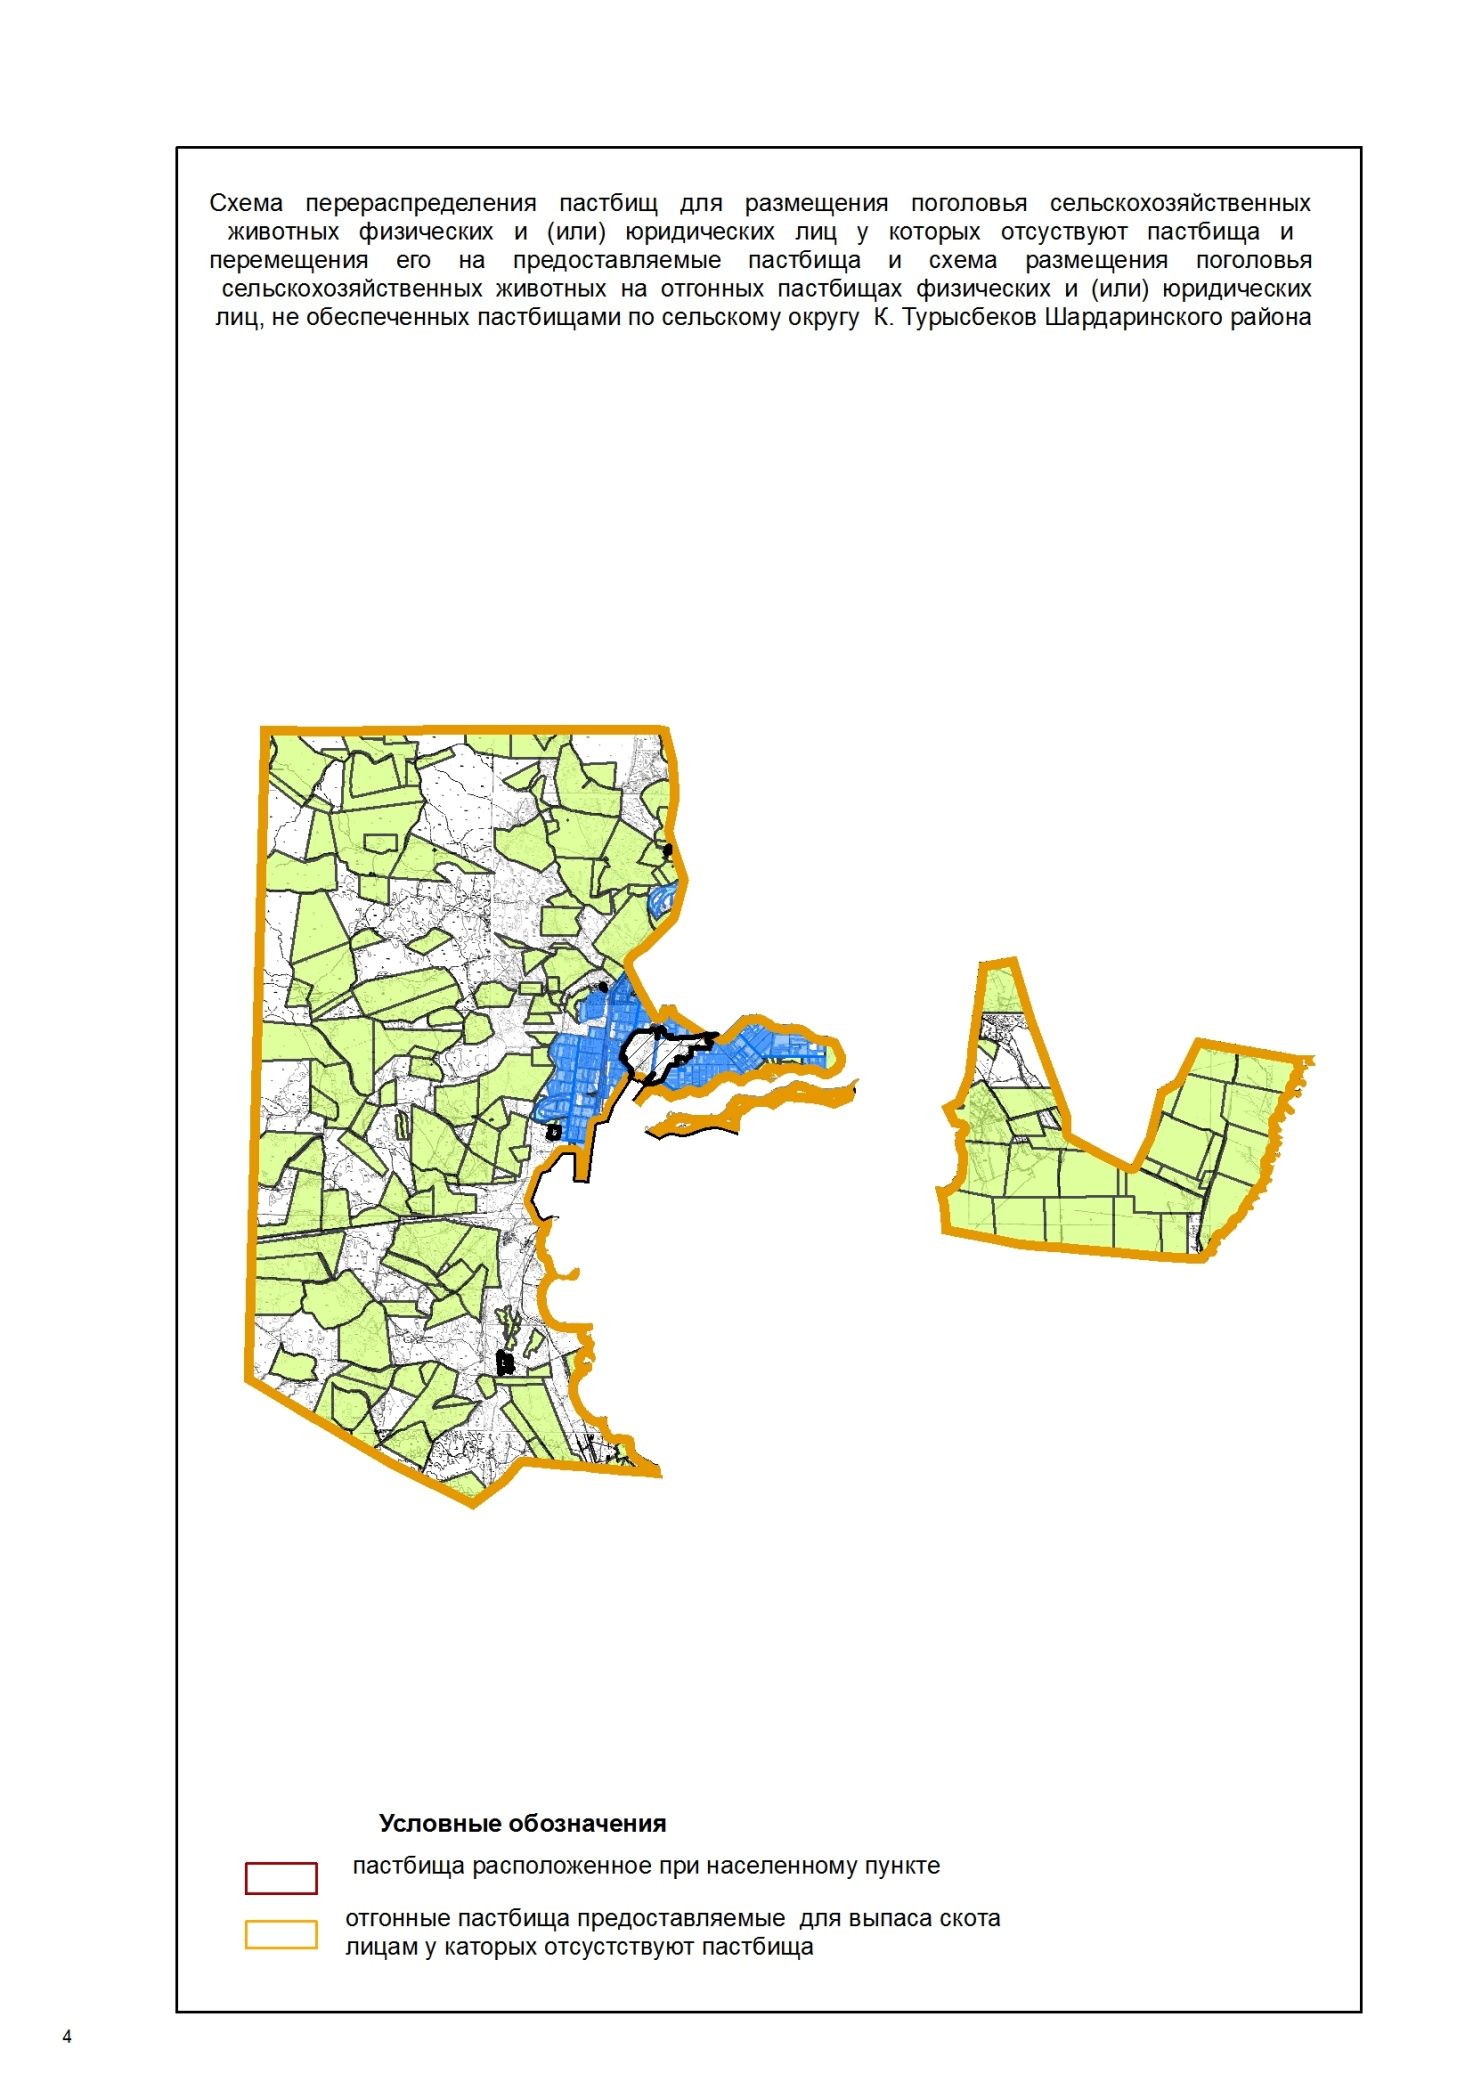 Схема перераспределения пастбищ для размещения поголовья сельскохозяйственных
животных физических и (или) юридических лиц у которых отсуствуют пастбища и
перемещения его на предоставляемые пастбища и схема размещения поголовья
сельскохозяйственных животных на отгонных пастбищах физических и (или) юридических
лиц, не обеспеченных пастбищами по сельскому округу К. Турысбеков Шардаринского района
Условные обозначения
пастбища расположенное при населенному пункте
отгонные пастбища предоставляемые для выпаса скота
лицам у каторых отсустствуют пастбища
4